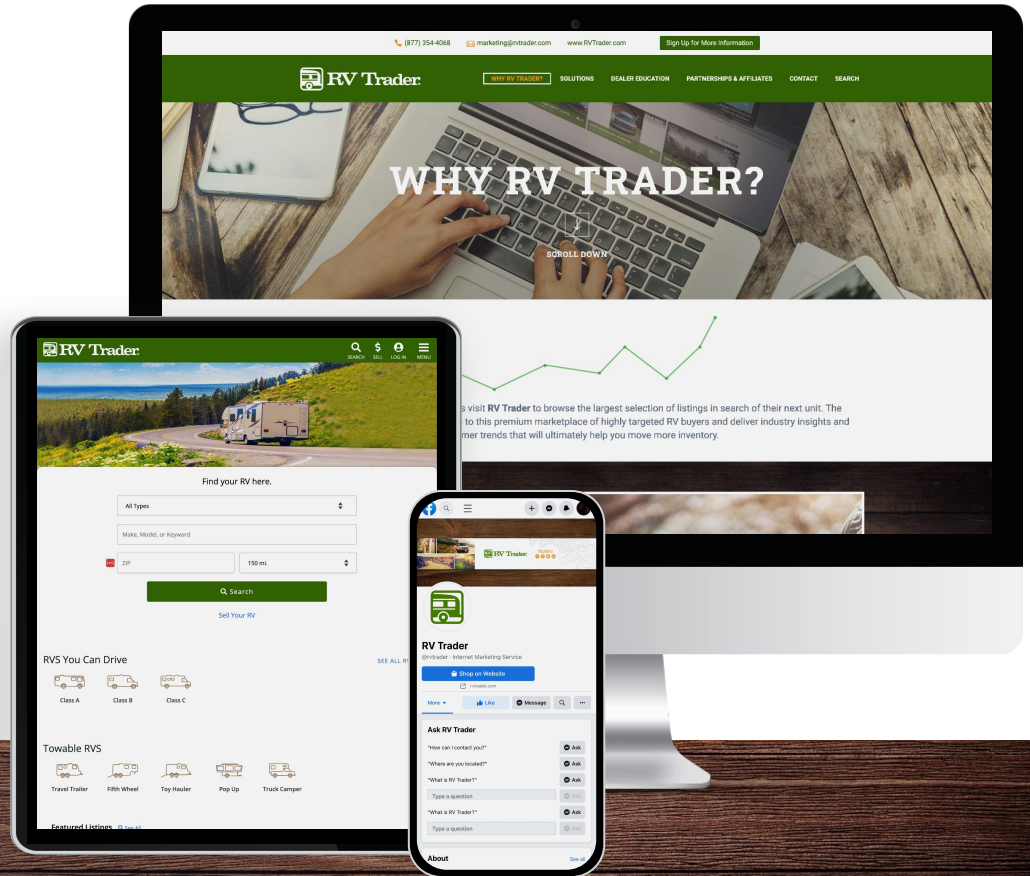 (877) 354-4068 marketing@rvtrader.com www.RVTrader.com Sign Up for More Information
RV Trader
WHY RV TRADER? SOLUTIONS DEALER EDUCATION PARTNERSHIPS & AFFILIATES CONTACT SEARCH
WHY RV TRADER?
SCROLL DOWN
s visit RV Trader to browse the largest selection of listings in search of their next unit. The
to this premium marketplace of highly targeted RV buyers and deliver industry insights and
mer trends that will ultimately help you move more inventory.
RV Trader
SEARCH $ SELL LOG IN MENU
Find your RV here.
All Types
Make, Model, or Keyword
ZIP 150 mi.
Search
Sell Your RV
RVS You Can Drive SEE ALL R
Class A Class B Class C
Towable RVS
Travel Trailer Fifth Wheel Toy Hauler Pop Up Truck Camper
Featured Listings See All
RV Trader
RV Trader
@rvtrader · Internet Marketing Service
Shop on Website
rvtrader.com
More Like Message
Ask RV Trader
"How can I contact you?" Ask
"Where are you located?" Ask
"What is RV Trader?" Ask
Type a question Ask
"What is RV Trader?" Ask
Type a question Ask
About See all